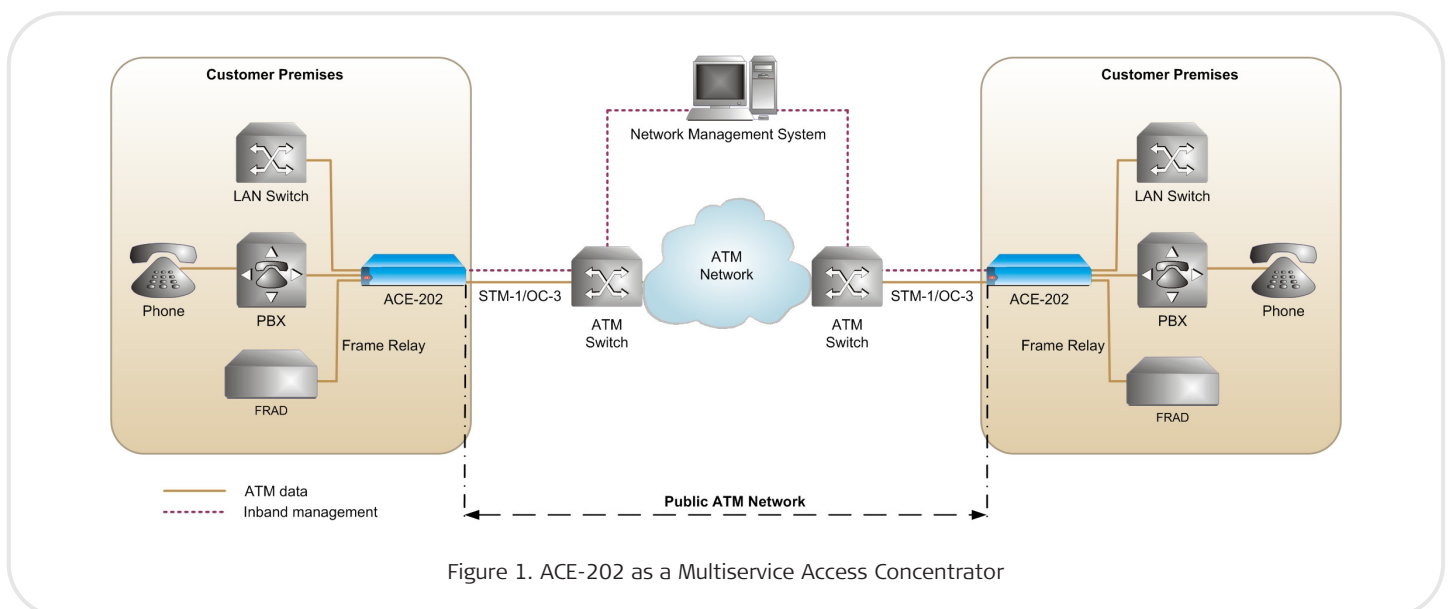 Customer Premises
LAN Switch
Phone
PBX
ACE-202
Frame Relay
FRAD
STM-1/OC-3
ATM
Switch
Network Management System
ATM
Network
ATM
Switch
STM-1/OC-3
Customer Premises
LAN Switch
ACE-202
PBX
Phone
Frame Relay
FRAD
ATM data
Inband management
Public ATM Network
Figure 1. ACE-202 as a Multiservice Access Concentrator